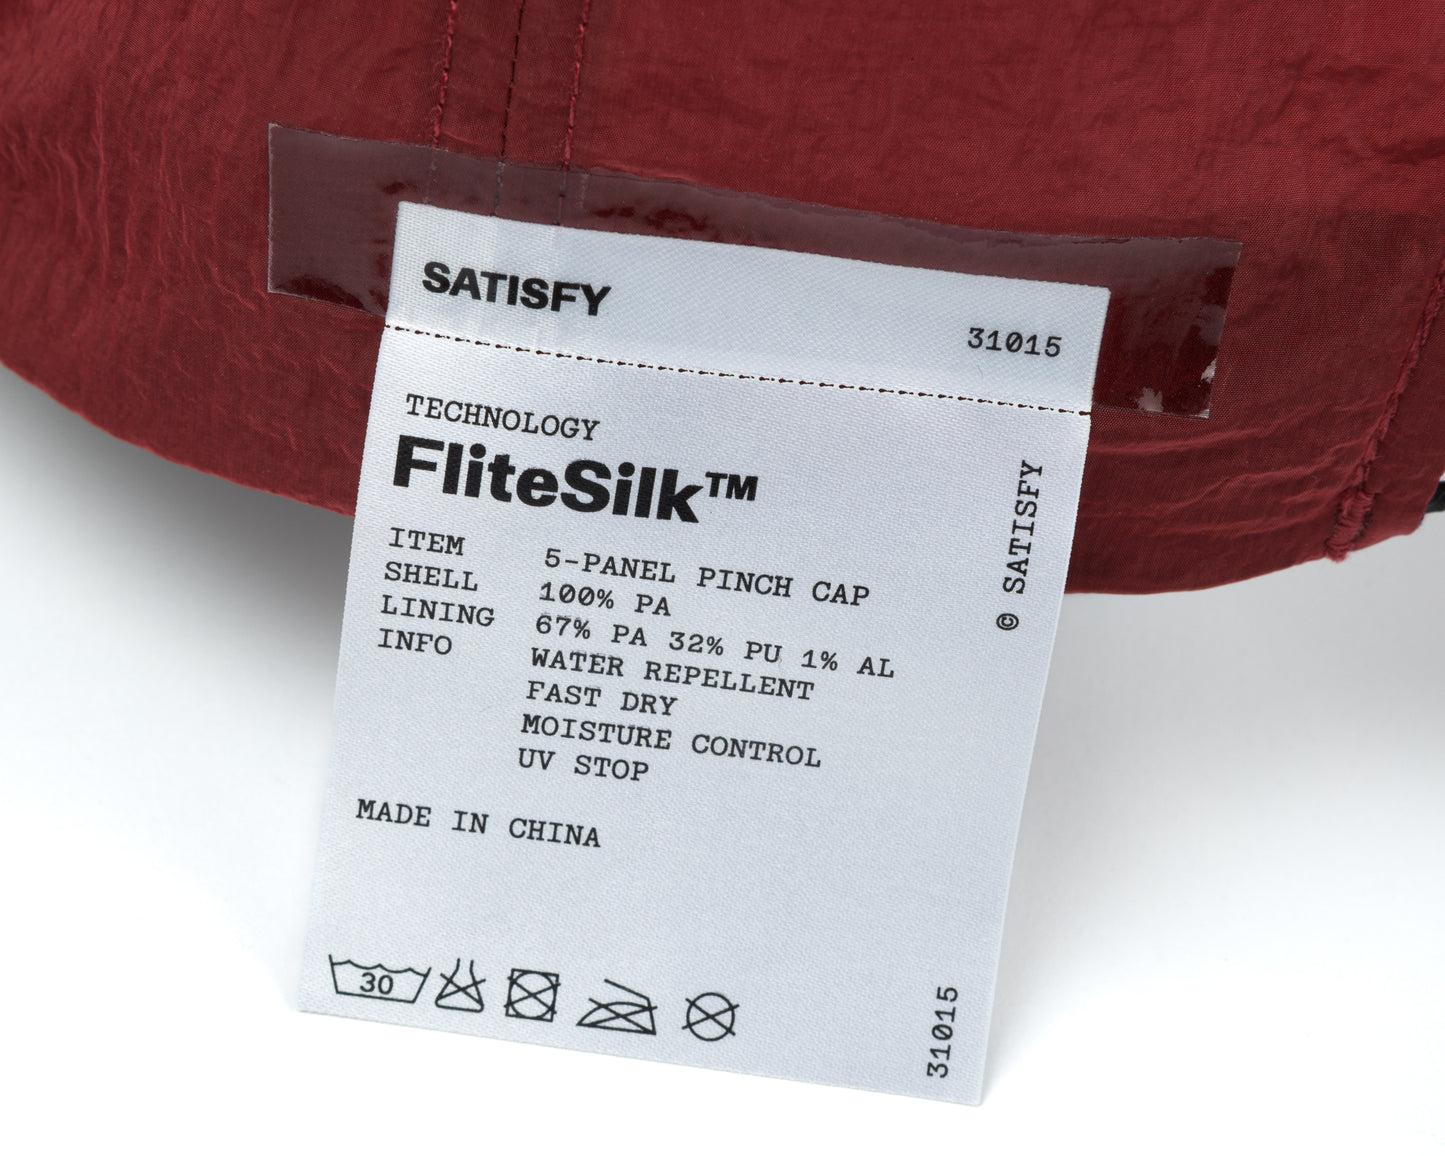 SATISFY
31015
TECHNOLOGY
FliteSilk™
ITEM 5-PANEL PINCH CAP
SHELL 100% PA
LINING 67% PA 32% PU 1% AL
INFO WATER REPELLENT
FAST DRY
MOISTURE CONTROL
UV STOP
MADE IN CHINA
© SATISFY
30
31015